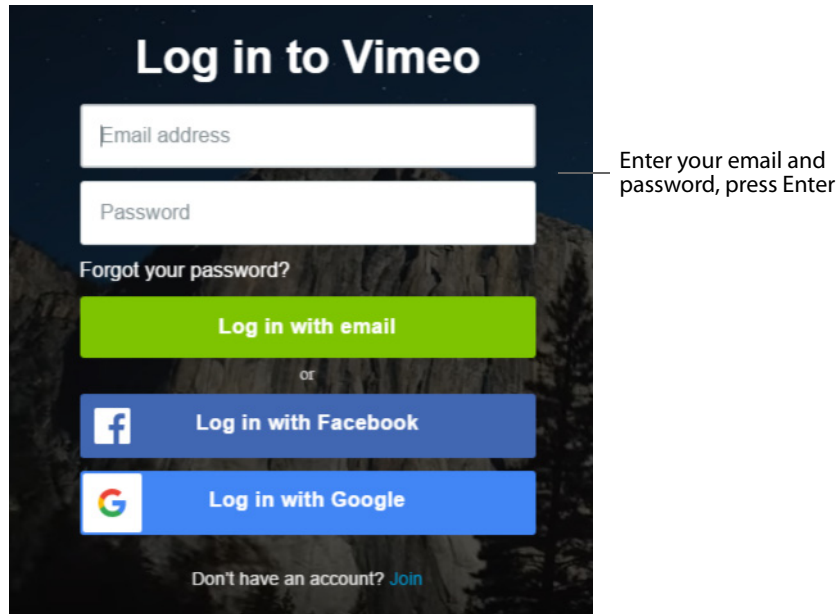 Log in to Vimeo
Email address
Enter your email and
password, press Enter
Password
Forgot your password?
Log in with email
or
f
Log in with Facebook
G
Log in with Google
Don't have an account? Join